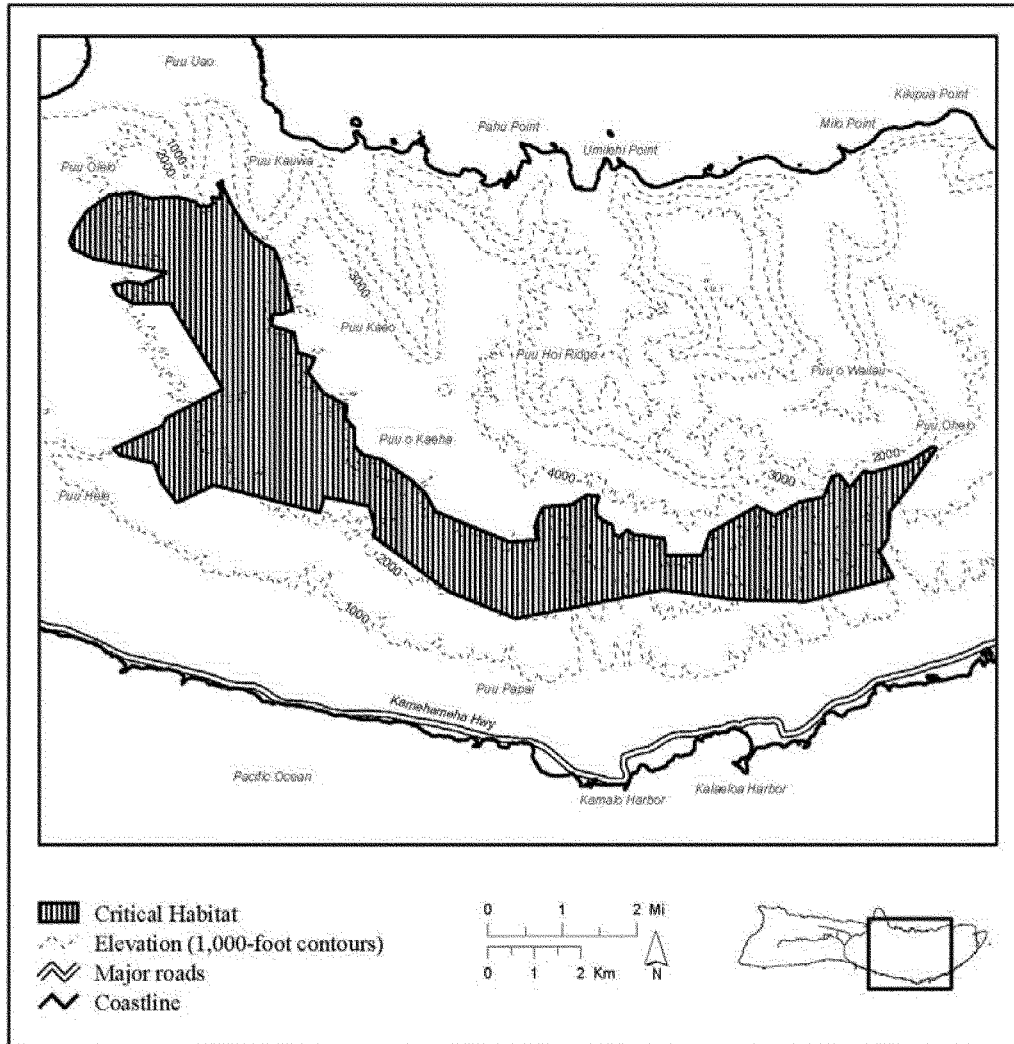 Puu Uao
Kikipua Point
Pahu Point
Milo Point
Umilehi Point
1000
2000
Puu Olelo
Puu Kauwa
3000
Puu Kaeo
Puu Hoi Ridge
Puu o Wailau
Puu Ohelo
Puu o Kaeha
2000
4000
3000
Puu Hele
2000
1000
Puu Papai
Kamehameha Hwy
Pacific Ocean
Kamalo Harbor
Kalaeloa Harbor
Critical Habitat
Elevation (1,000-foot contours)
Major roads
Coastline
0 1 2 Mi
0 1 2 Km
N